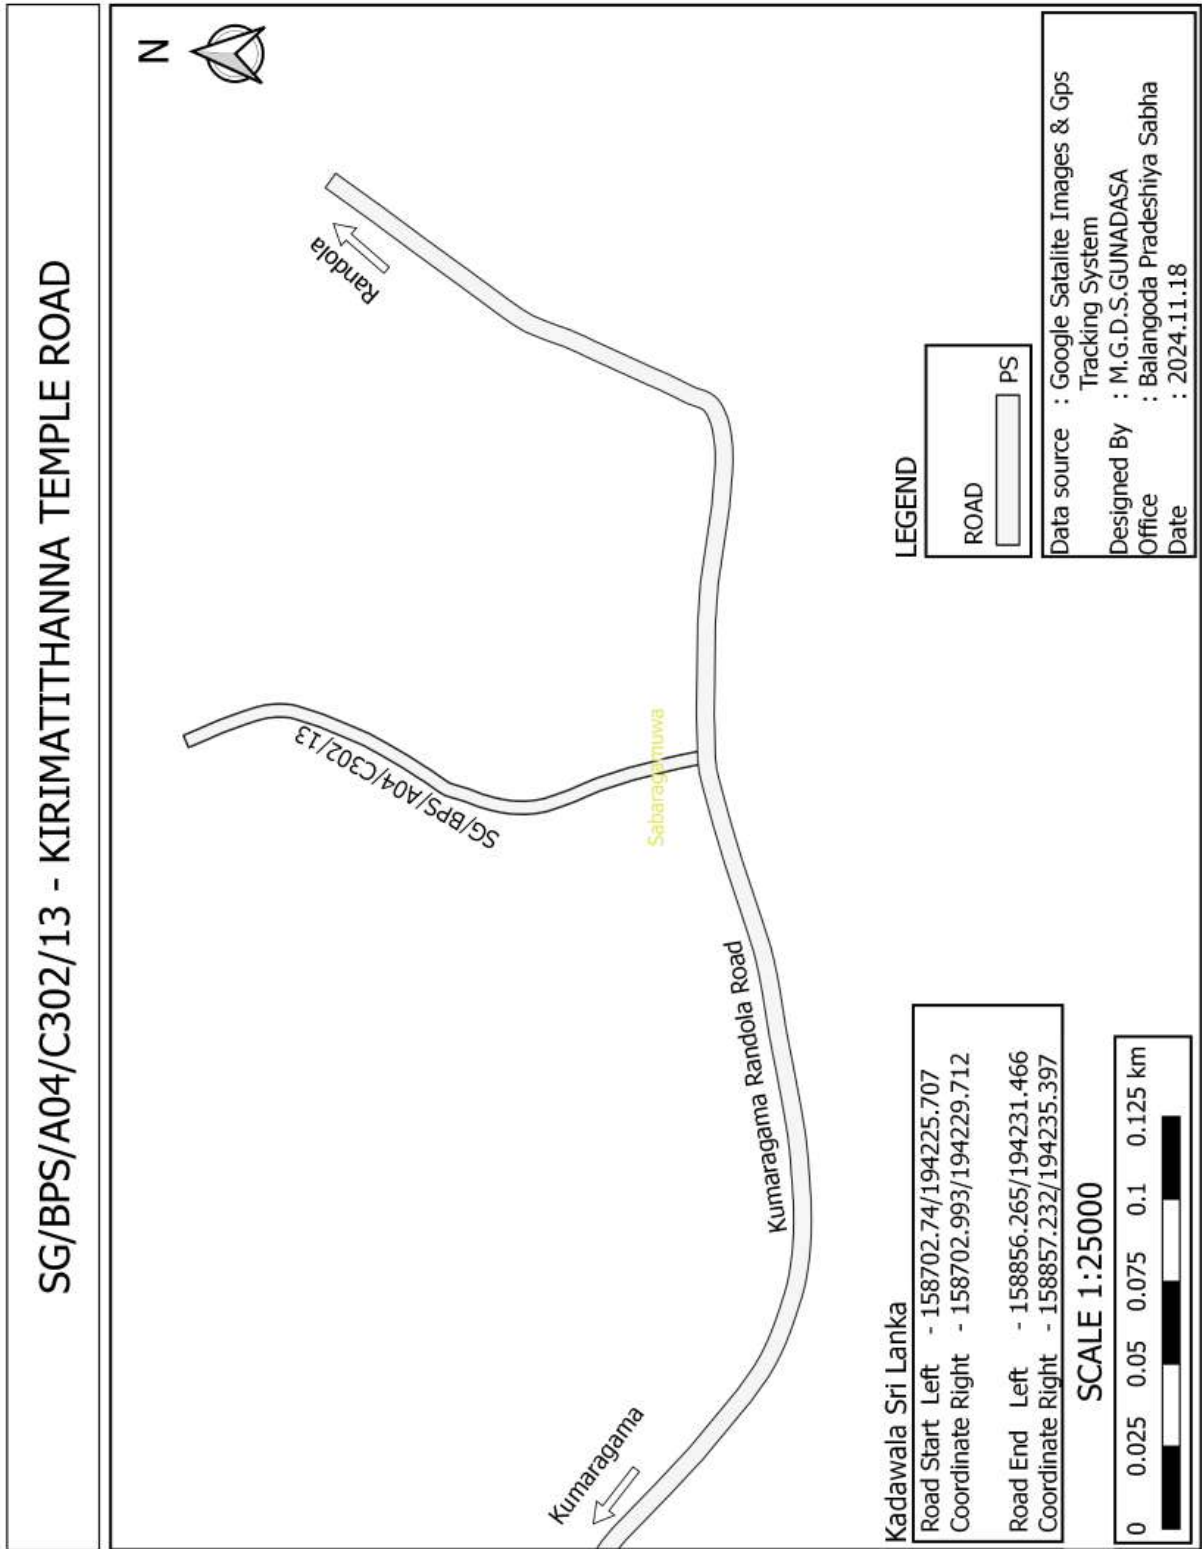 SG/BPS/A04/C302/13 - KIRIMATITHANNA TEMPLE ROAD
N
Randola
SG/BPS/A04/C302/13
Sabaragamuwa
Kumaragama Randola Road
Kumaragama
Kadawala Sri Lanka
Road Start Left - 158702.74/194225.707
Coordinate Right - 158702.993/194229.712
Road End Left - 158856.265/194231.466
Coordinate Right - 158857.232/194235.397
SCALE 1:25000
0 0.025 0.05 0.075 0.1 0.125 km
LEGEND
ROAD
PS
Data source : Google Satalite Images & Gps
Tracking System
Designed By : M.G.D.S.GUNADASA
Office : Balangoda Pradeshiya Sabha
Date : 2024.11.18